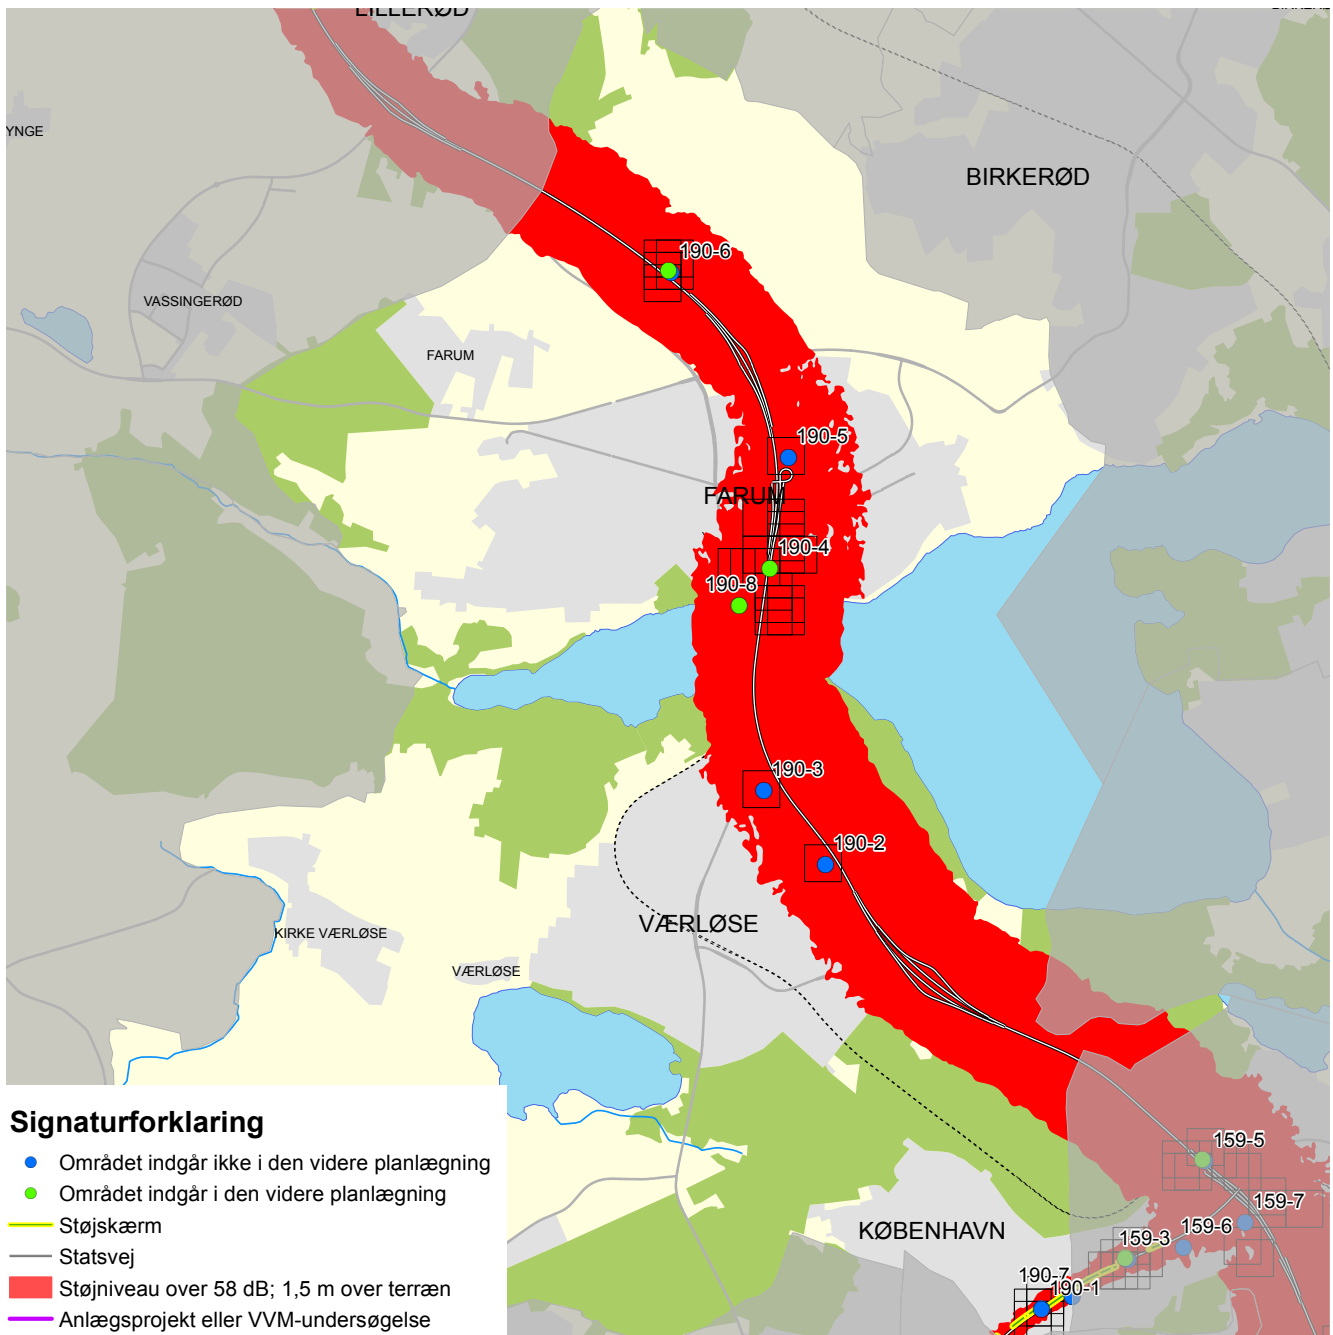 LILLERØD
YNGE
BIRKERØD
190-6
VASSINGERØD
FARUM
190-5
FARUM
190-4
190-8
190-3
190-2
VÆRLØSE
KIRKE VÆRLØSE
VÆRLØSE
Signaturforklaring
Området indgår ikke i den videre planlægning
Området indgår i den videre planlægning
Støjskærm
Statsvej
Støjniveau over 58 dB; 1,5 m over terræn
Anlægsprojekt eller VVM-undersøgelse
159-5
159-7
KØBENHAVN
159-6
159-3
190-7
190-1